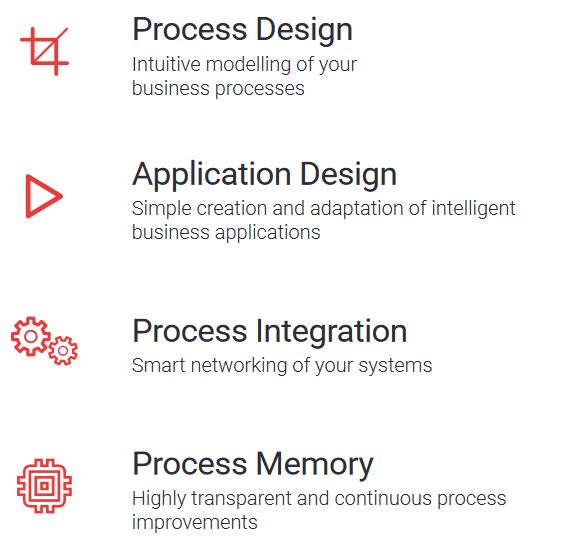 Process Design
Intuitive modelling of your
business processes
Application Design
Simple creation and adaptation of intelligent
business applications
Process Integration
Smart networking of your systems
Process Memory
Highly transparent and continuous process
improvements